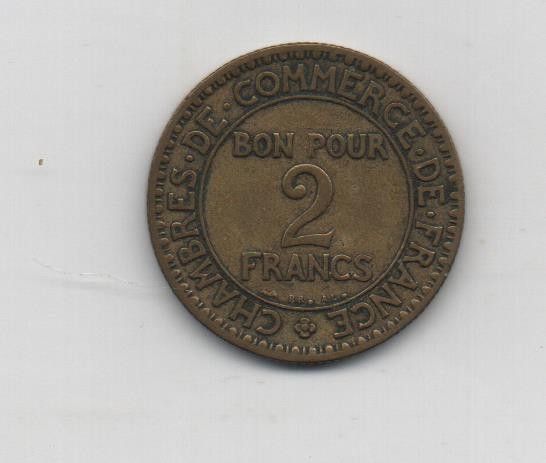 CHAMBRES·DE·COMMERCE·DE·FRANCE
BON POUR
2
FRANCS